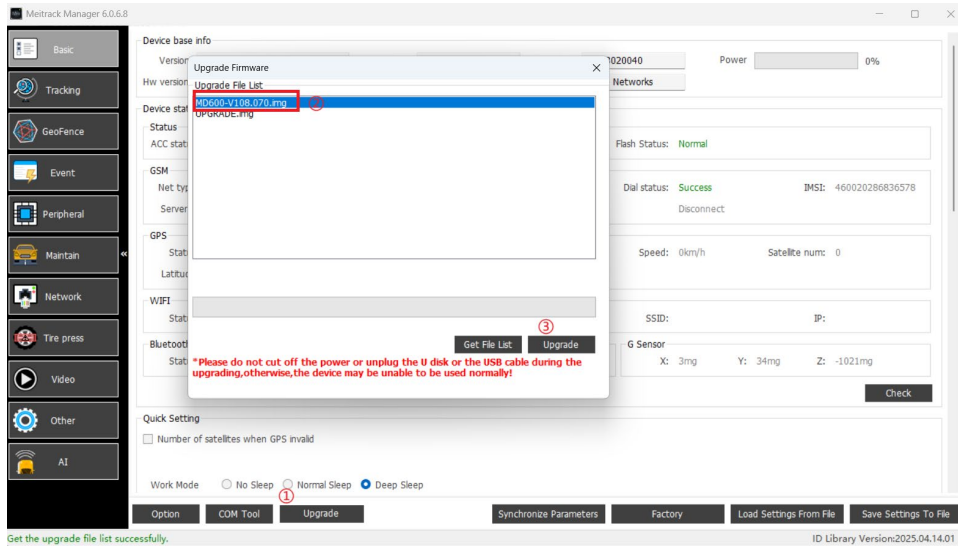 Meitrack Manager 6.0.6.8
Basic
Tracking
GeoFence
Event
Peripheral
Maintain
«
Network
Tire press
Video
Other
AI
Device base info
Version
020040
Power
0%
Hw version
Networks
Upgrade Firmware
Upgrade File List
MD600-V108.070.img
②
UPGRADE.img
③
Get File List
Upgrade
*Please do not cut off the power or unplug the U disk or the USB cable during the
upgrading,otherwise,the device may be unable to be used normally!
Device stat
Status
ACC stat
Flash Status: Normal
GSM
Net typ
Dial status: Success
IMSI: 460020286836578
Server
Disconnect
GPS
Stat
Speed: 0km/h
Satellite num: 0
Latitud
WIFI
Stat
SSID:
IP:
Bluetooth
Stat
G Sensor
X: 3mg
Y: 34mg
Z: -1021mg
Check
Quick Setting
Number of satellites when GPS invalid
Work Mode
No Sleep
Normal Sleep
Deep Sleep
①
Option
COM Tool
Upgrade
Synchronize Parameters
Factory
Load Settings From File
Save Settings To File
Get the upgrade file list successfully.
ID Library Version:2025.04.14.01